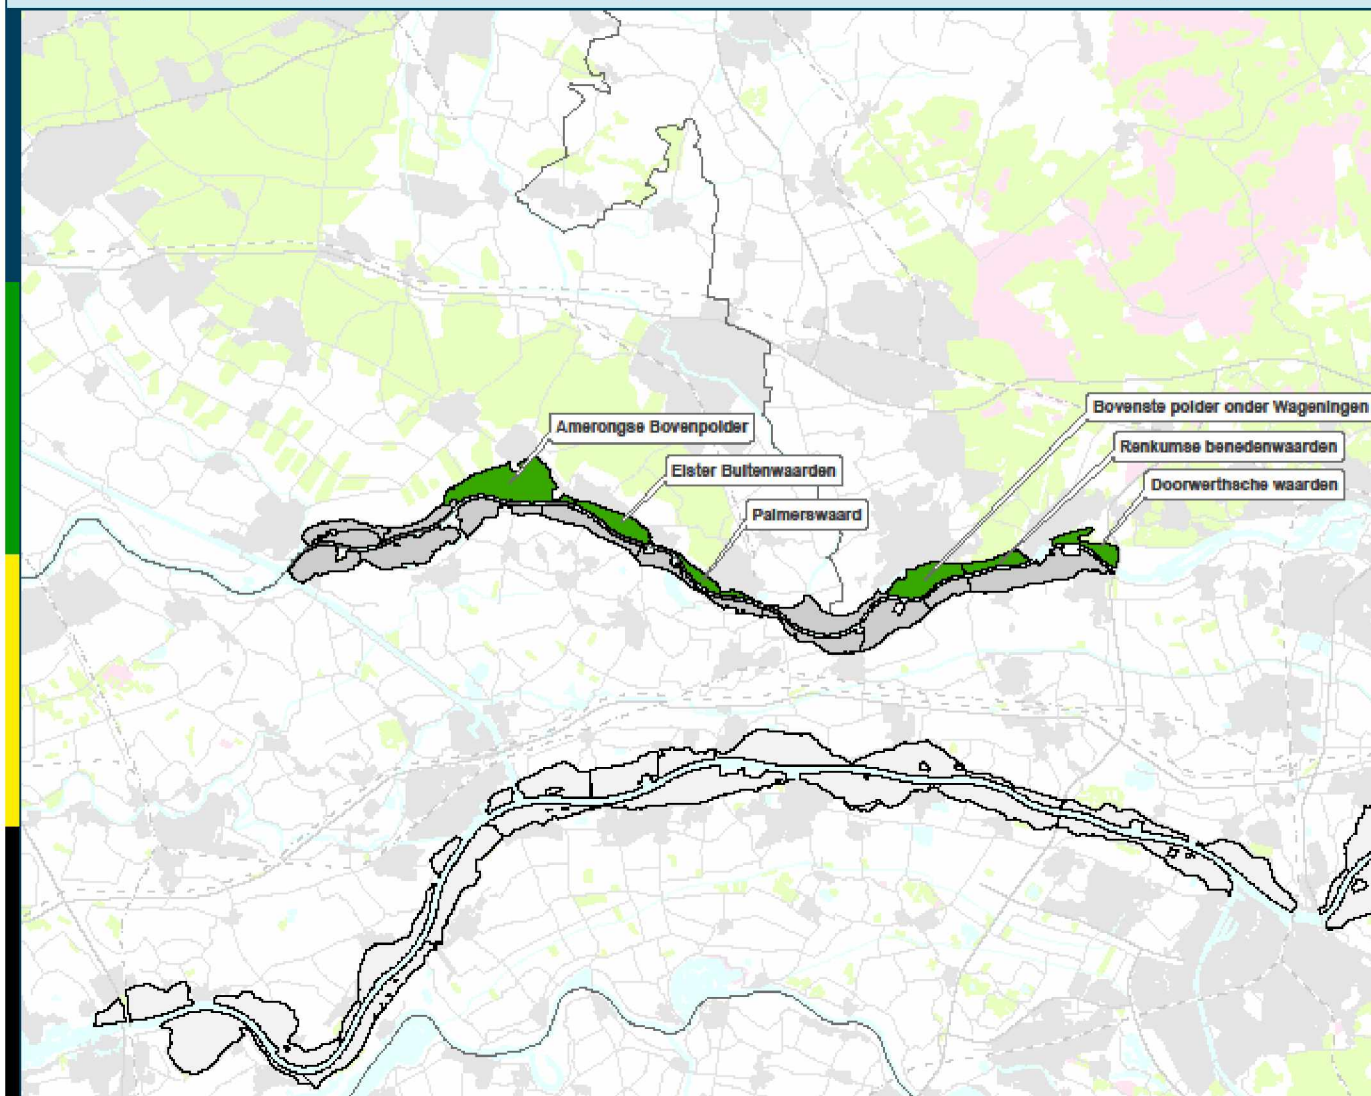 Amerongse Bovenpolder
Elster Buitenwaarden
Palmerswaard
Bovenste polder onder Wageningen
Renkumse benedenwaarden
Doorwerthsche waarden